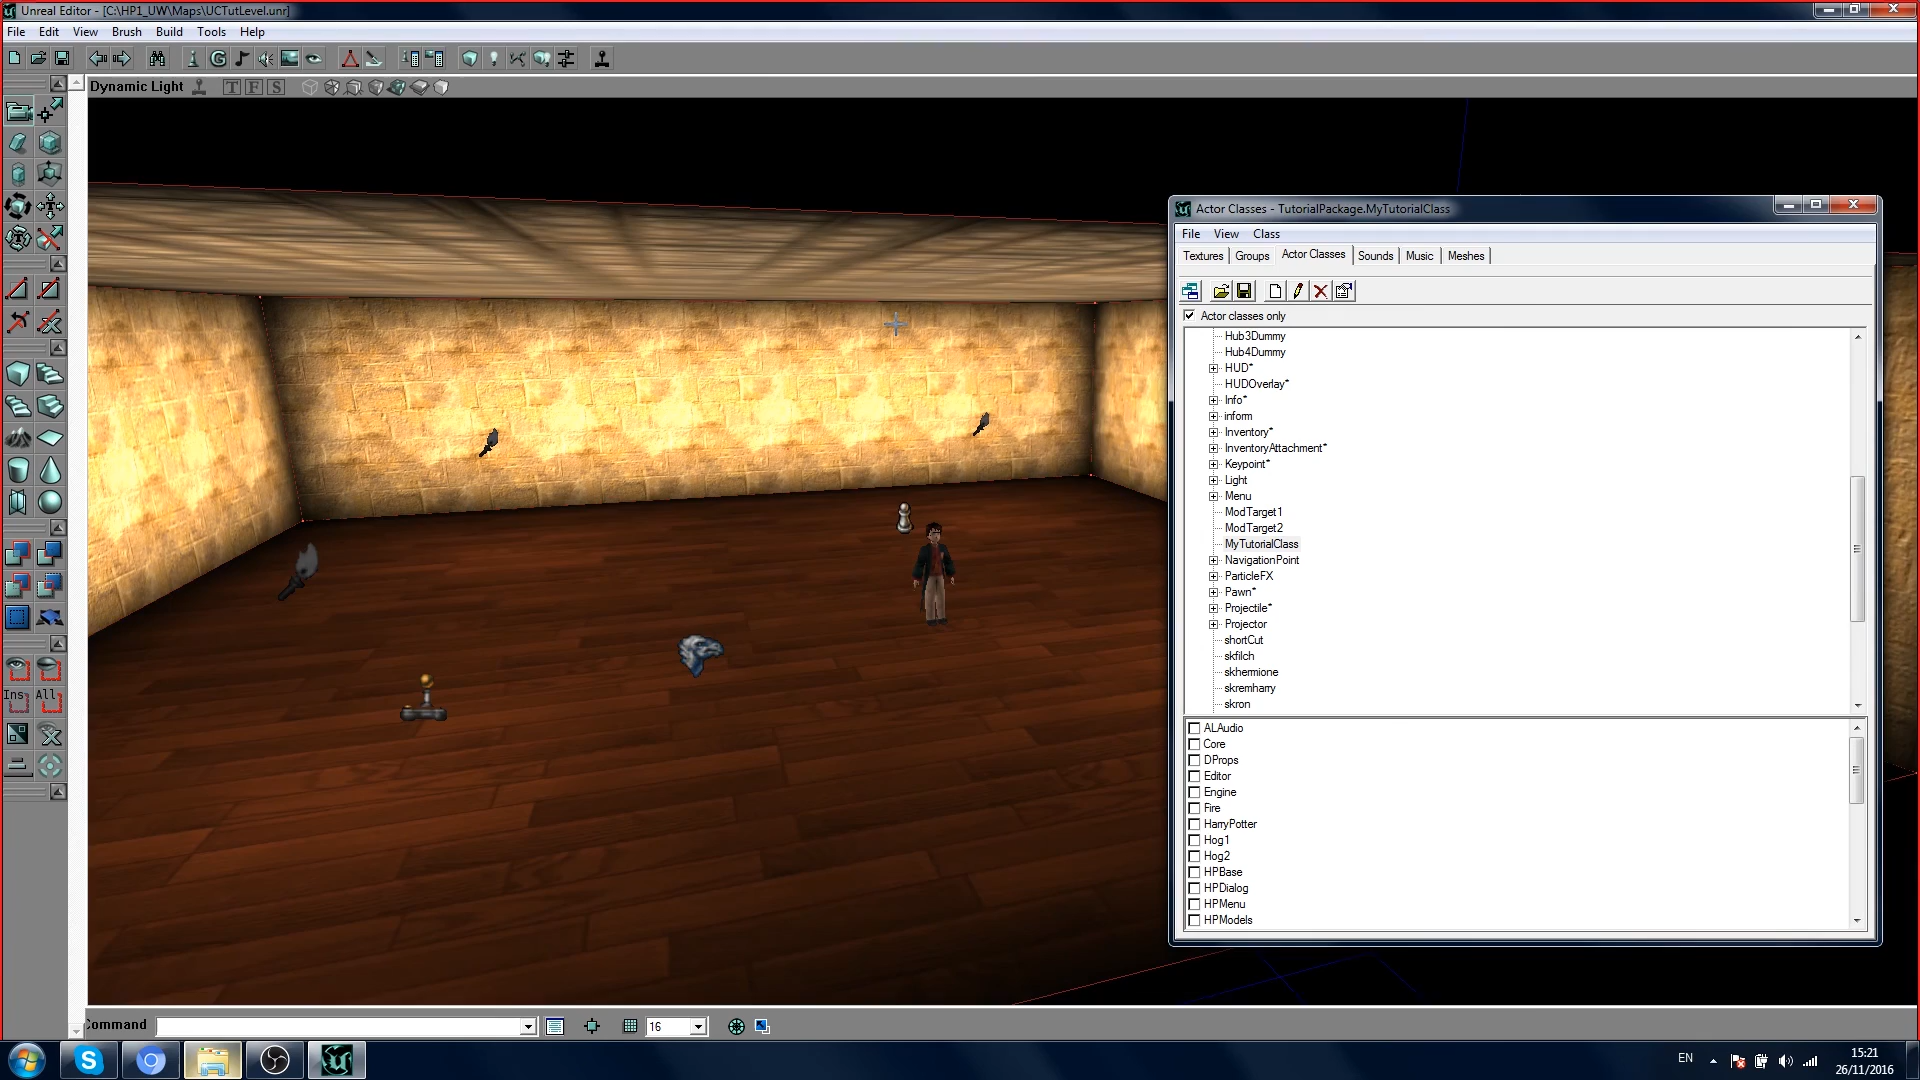 Unreal Editor - [C:\HP1_UW\Maps\UCTutLevel.unr]
File Edit View Brush Build Tools Help
Dynamic Light T F S
Actor Classes - TutorialPackage.MyTutorialClass
File View Class
Textures Groups Actor Classes Sounds Music Meshes
Actor classes only
Hub3Dummy
Hub4Dummy
HUD*
HUDOverlay*
Info*
inform
Inventory*
InventoryAttachment*
Keypoint*
Light
Menu
ModTarget1
ModTarget2
MyTutorialClass
NavigationPoint
ParticleFX
Pawn*
Projectile*
Projector
shortCut
skfilch
skhermione
skremharry
skron
ALAudio
Core
DProps
Editor
Engine
Fire
HarryPotter
Hog1
Hog2
HPBase
HPDialog
HPMenu
HPModels
Ins All
Command 16
EN 15:21
26/11/2016